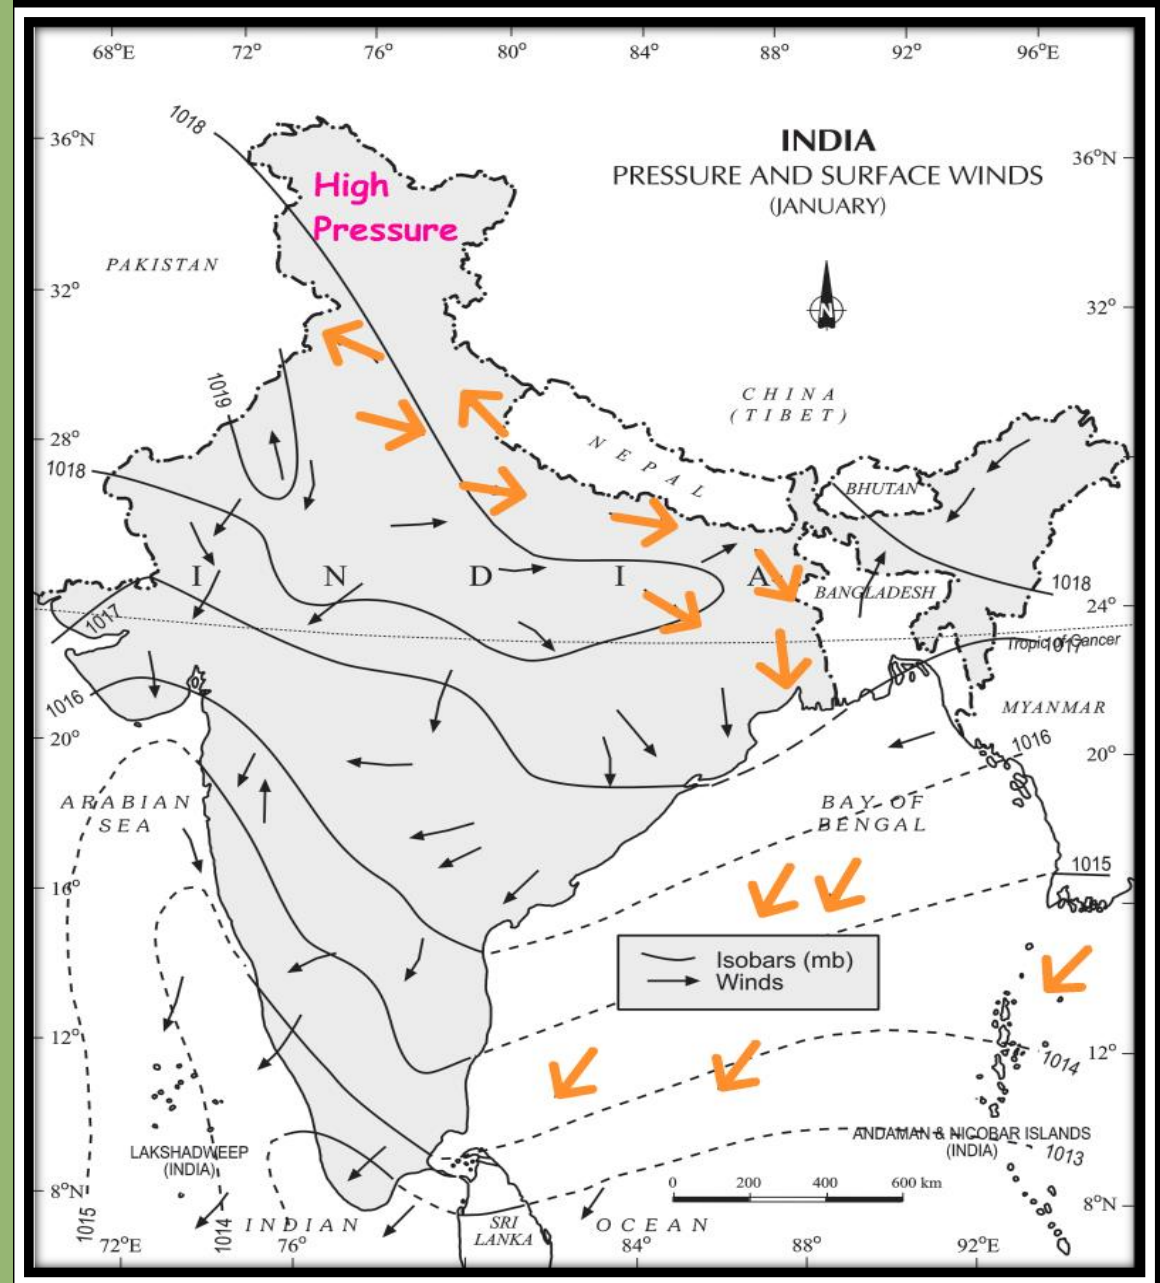 68°E 72° 76° 80° 84° 88° 92° 96°E
1018
36°N
INDIA
PRESSURE AND SURFACE WINDS
(JANUARY)
36°N
High
Pressure
PAKISTAN
32°
N
32°
1019
CHINA
(TIBET)
28°
1018
NEPAL
BHUTAN
I N D I A
BANGLADESH
1018
24°
1017
Tropic of Cancer
1017
1016
MYANMAR
20°
1016
20°
ARABIAN
SEA
BAY OF
BENGAL
16°
1015
Isobars (mb)
Winds
12°
12°
1014
LAKSHADWEEP
(INDIA)
ANDAMAN & NICOBAR ISLANDS
(INDIA)
1013
8°N
0 200 400 600 km
8°N
1015
1014
INDIAN OCEAN
SRI
LANKA
72°E 76° 84° 88° 92°E